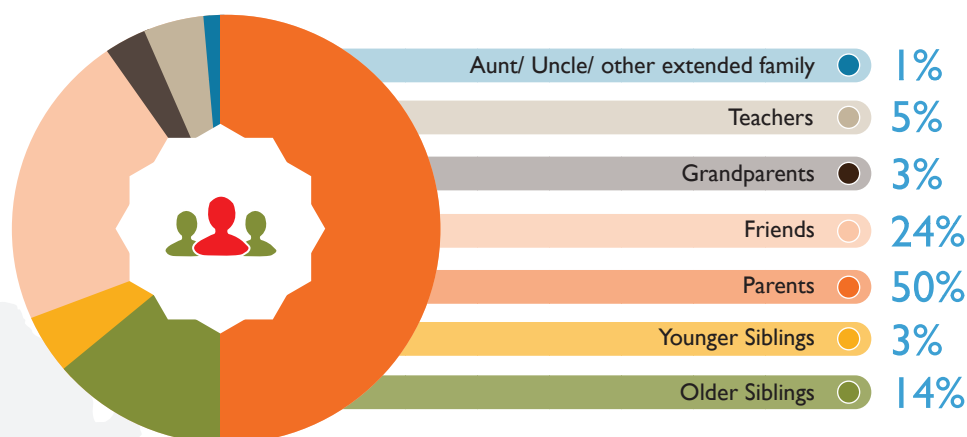 Aunt/ Uncle/ other extended family 1%
Teachers 5%
Grandparents 3%
Friends 24%
Parents 50%
Younger Siblings 3%
Older Siblings 14%